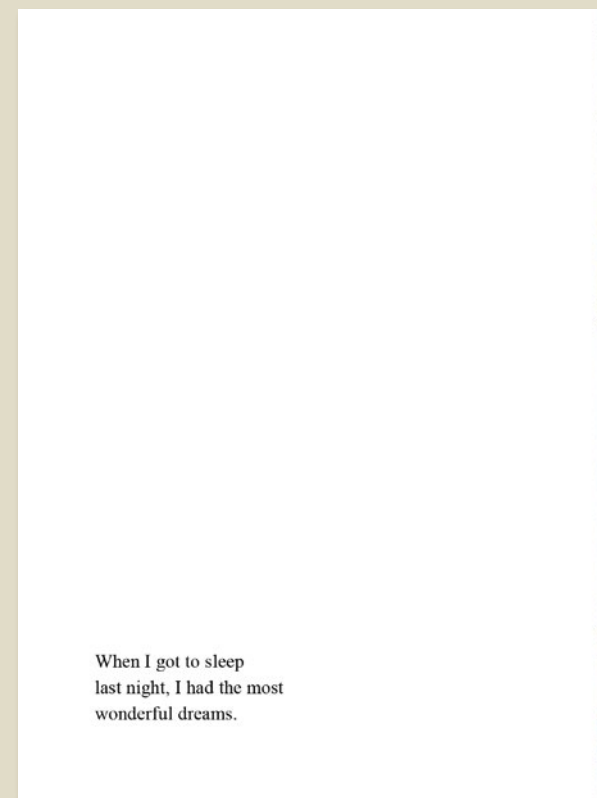 When I got to sleep
last night, I had the most
wonderful dreams.